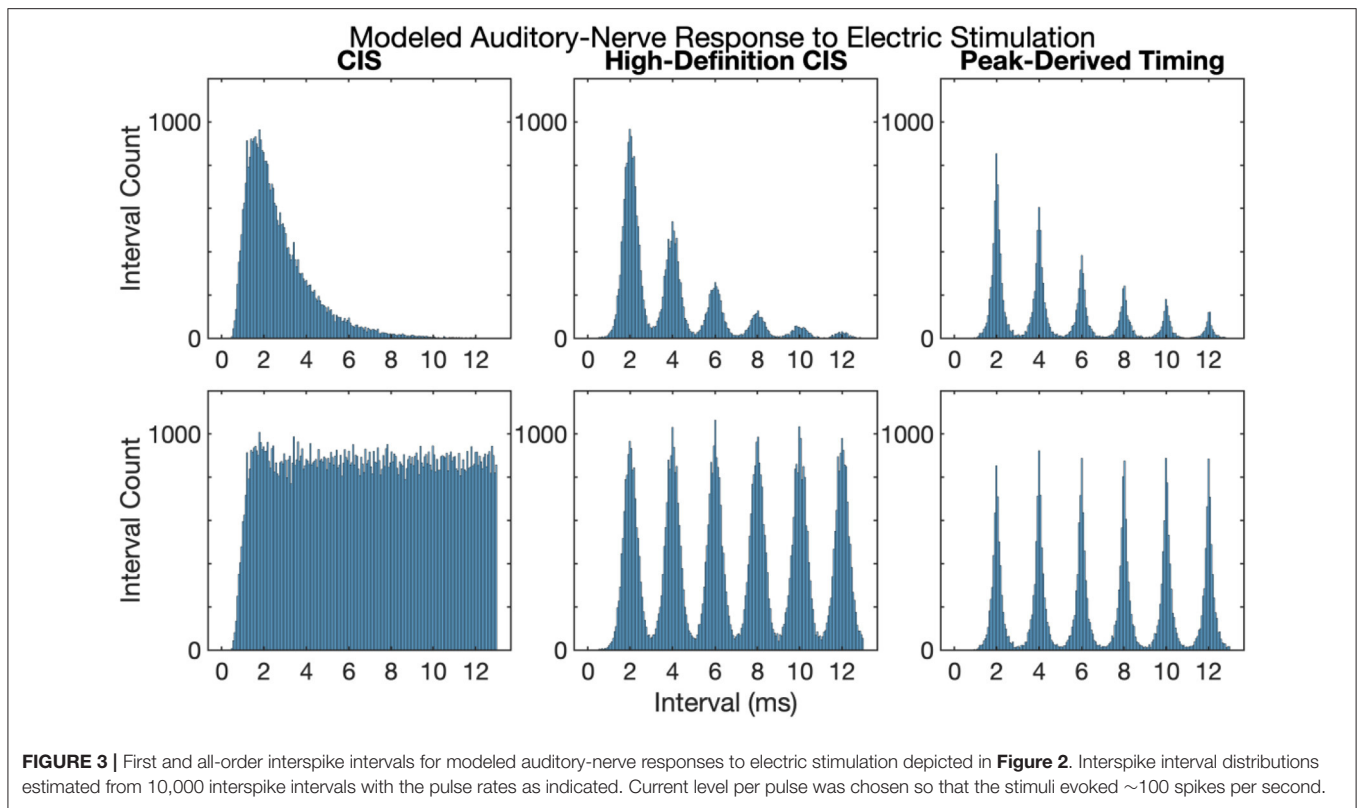 Modeled Auditory-Nerve Response to Electric Stimulation
CIS High-Definition CIS Peak-Derived Timing
1000 1000 1000
Interval Count
0 0 0
0 2 4 6 8 10 12 0 2 4 6 8 10 12 0 2 4 6 8 10 12
1000 1000 1000
Interval Count
0 0 0
0 2 4 6 8 10 12 0 2 4 6 8 10 12 0 2 4 6 8 10 12
Interval (ms)
FIGURE 3 | First and all-order interspike intervals for modeled auditory-nerve responses to electric stimulation depicted in Figure 2. Interspike interval distributions
estimated from 10,000 interspike intervals with the pulse rates as indicated. Current level per pulse was chosen so that the stimuli evoked ~100 spikes per second.